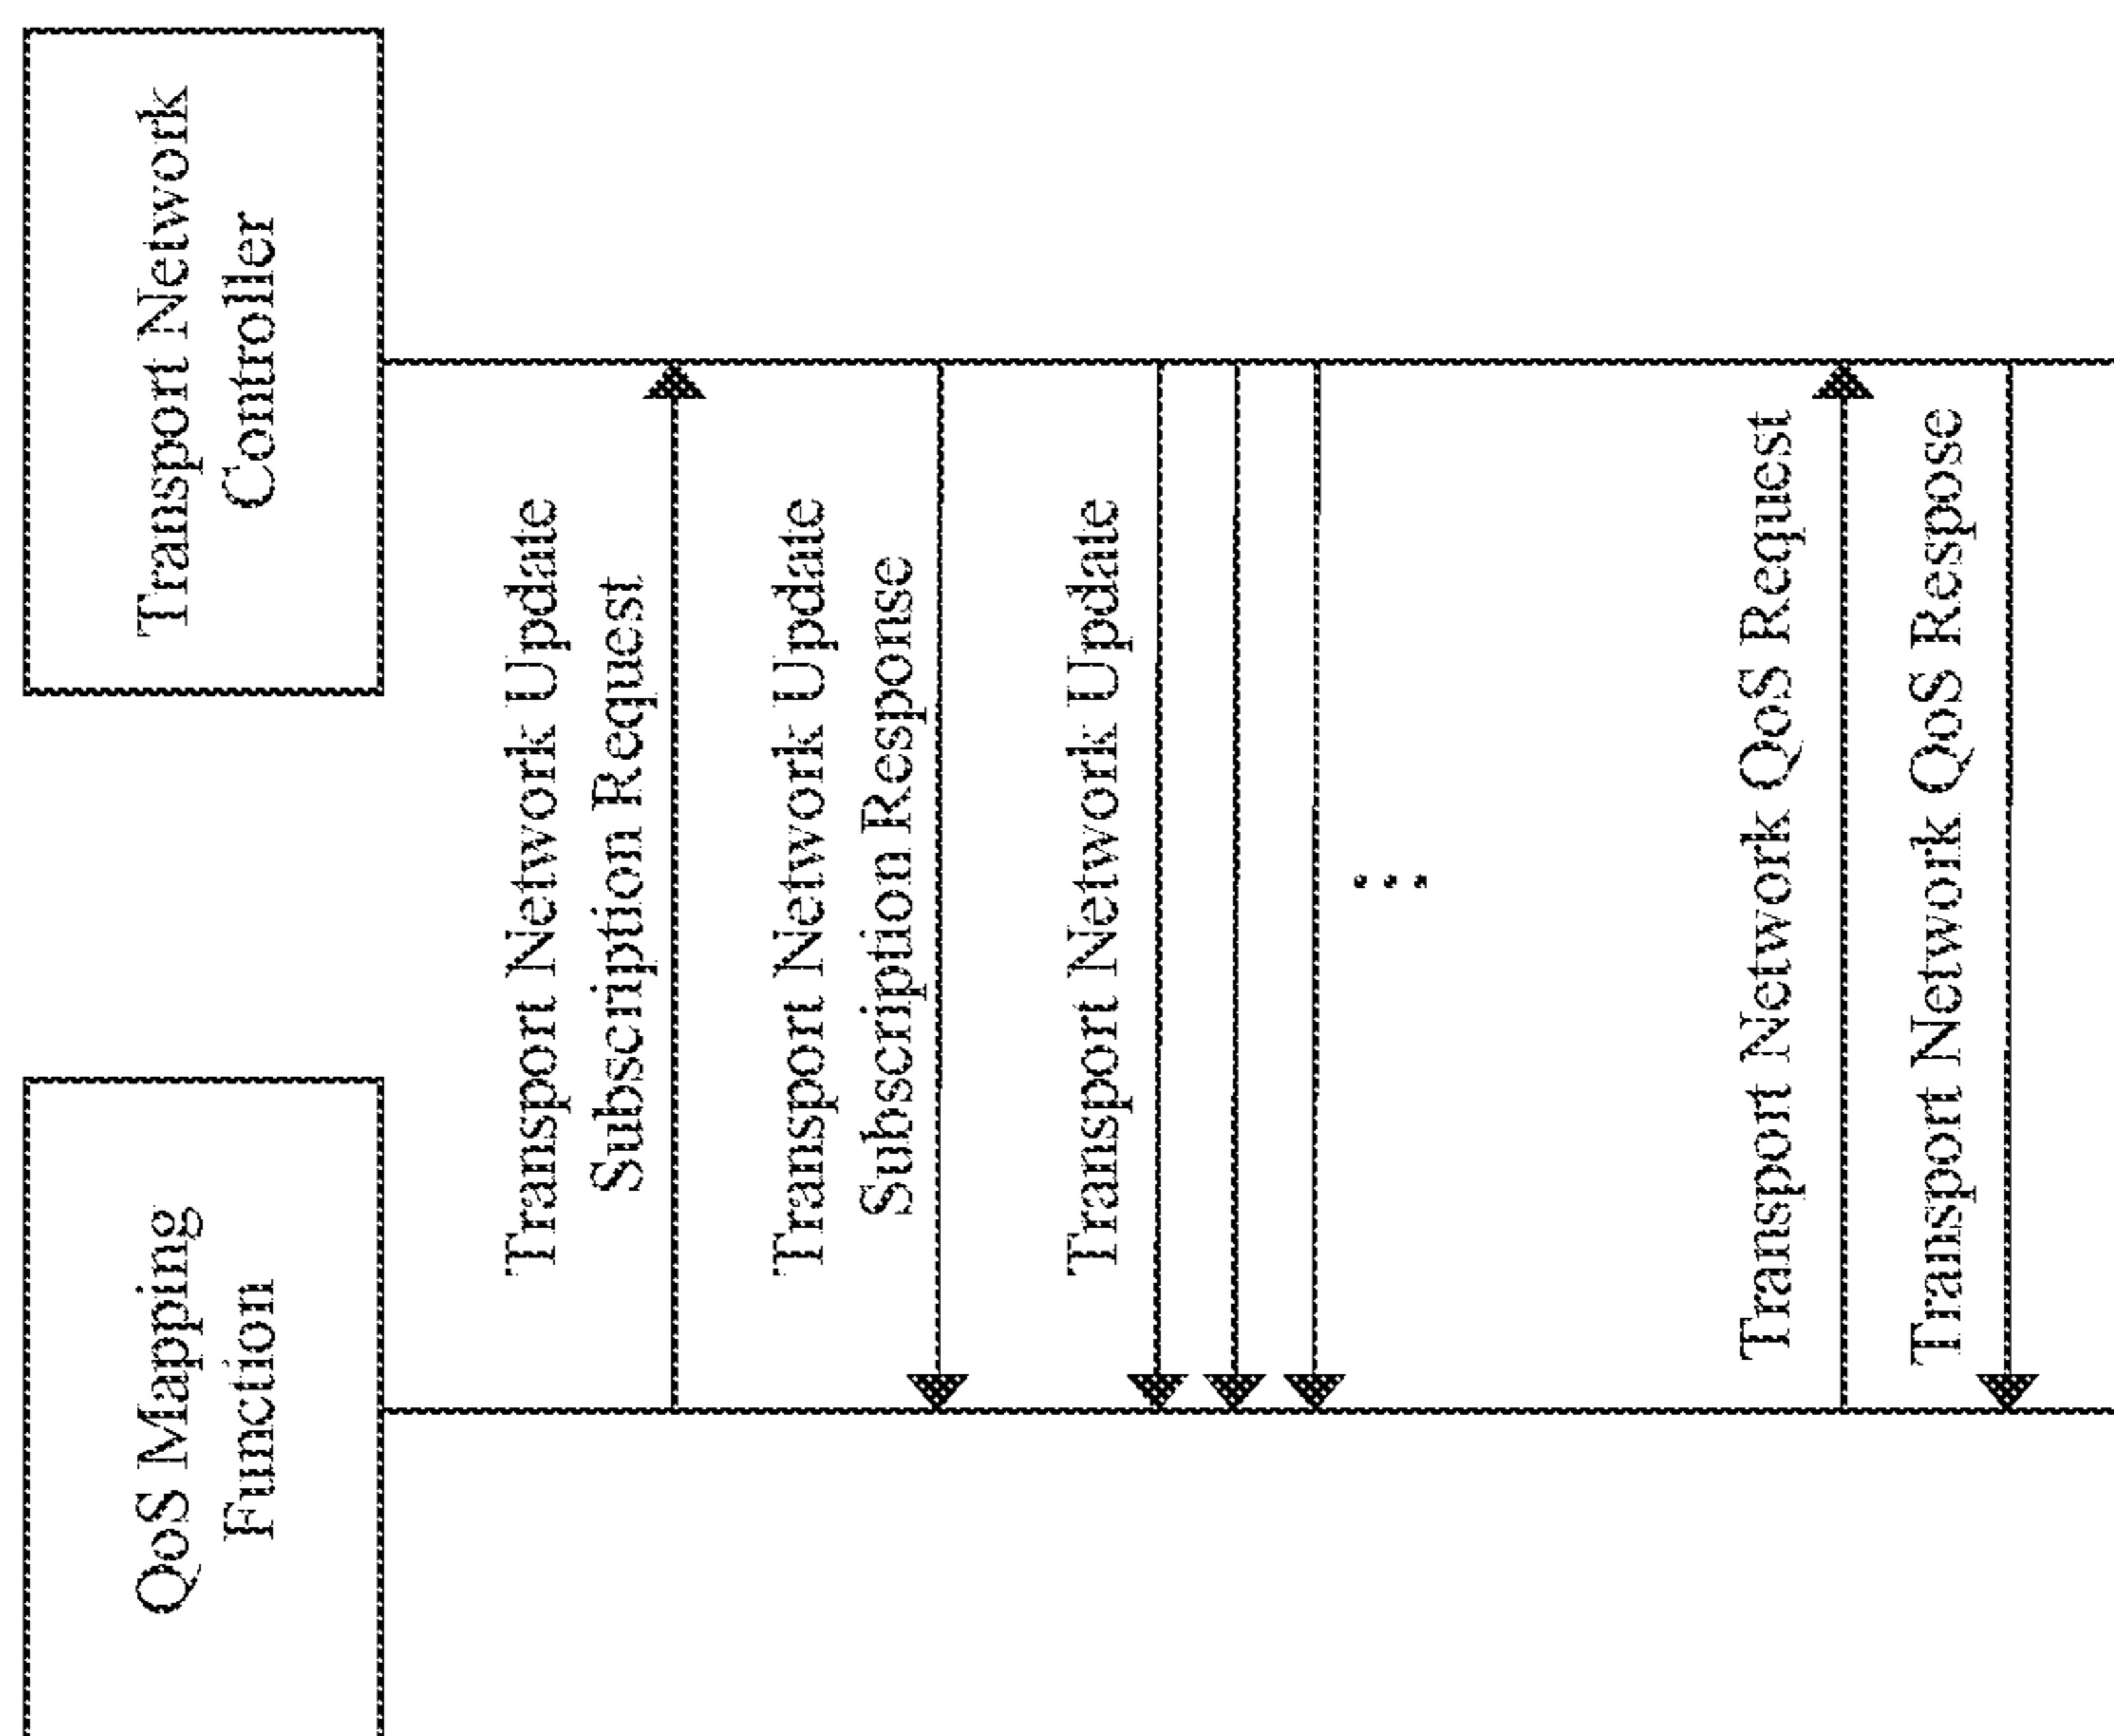 QoS Mapping
Function
Transport Network
Controller
Transport Network Update
Subscription Request
Transport Network Update
Subscription Response
Transport Network Update
...
Transport Network QoS Request
Transport Network QoS Respose